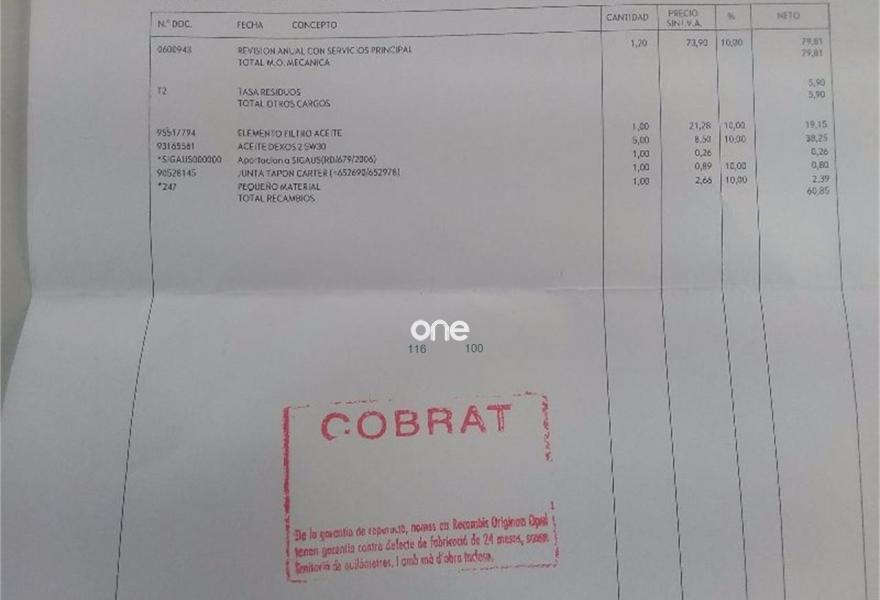 N.º DOC. FECHA CONCEPTO CANTIDAD PRECIO SIN I.V.A. % NETO
0600943 REVISION ANUAL CON SERVICIOS PRINCIPAL 1,20 73,90 10,00 79,81
TOTAL M.O. MECANICA 79,81
T2 TASA RESIDUOS 5,90
TOTAL OTROS CARGOS 5,90
95517794 ELEMENTO FILTRO ACEITE 1,00 21,28 10,00 19,15
93165561 ACEITE DEXOS 2 5W30 5,00 8,50 10,00 38,25
*SIGAUS000000 Aportacion a SIGAUS(RD/679/2006) 1,00 0,26 0,26
90528145 JUNTA TAPON CARTER (=652690/652978) 1,00 0,89 10,00 0,80
*247 PEQUEÑO MATERIAL 1,00 2,66 10,00 2,39
TOTAL RECAMBIOS 60,85
one
116 100
COBRAT
De la garantia de reparació, només els Recambis Originals Opel
tenen garantia contra defecte de fabricació de 24 mesos, sense
limitació de quilòmetres, i amb mà d'obra inclosa.